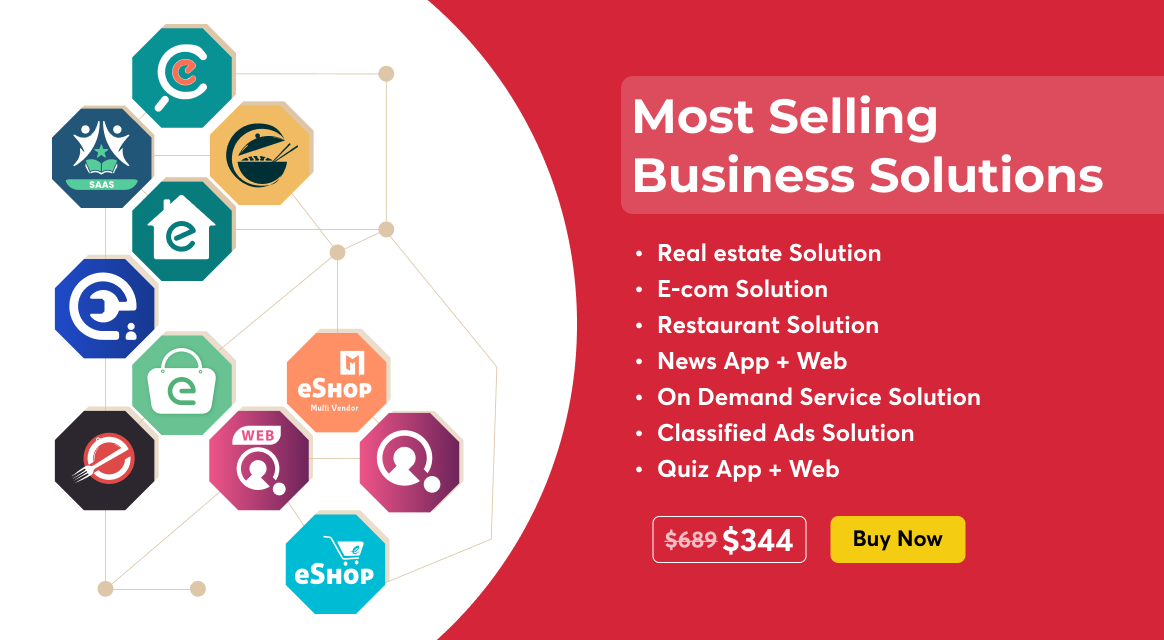 SAAS
eSHOP
Multi Vendor
WEB
eSHOP
Most Selling
Business Solutions
• Real estate Solution
• E-com Solution
• Restaurant Solution
• News App + Web
• On Demand Service Solution
• Classified Ads Solution
• Quiz App + Web
$689 $344
Buy Now